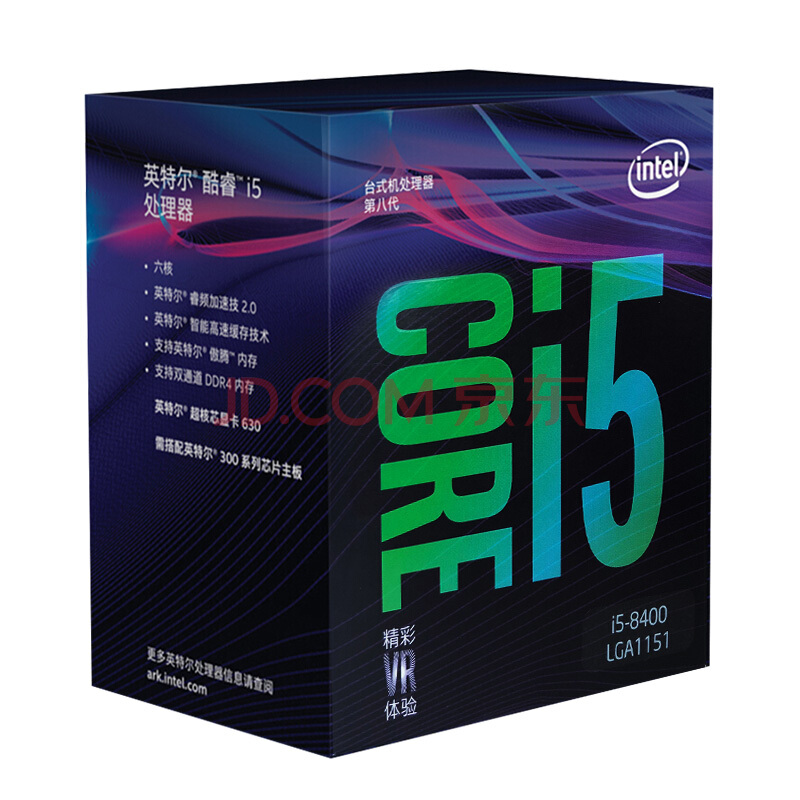 英特尔® 酷睿™ i5
处理器
· 六核
· 英特尔® 睿频加速技 2.0
· 英特尔® 智能高速缓存技术
· 支持英特尔® 傲腾™ 内存
· 支持双通道 DDR4 内存
英特尔® 超核芯显卡 630
需搭配英特尔® 300 系列芯片主板
更多英特尔处理器信息请查阅
ark.intel.com
台式机处理器
第八代
intel
CORE
i5
精彩
VR
体验
i5-8400
LGA1151
JD.COM 京东